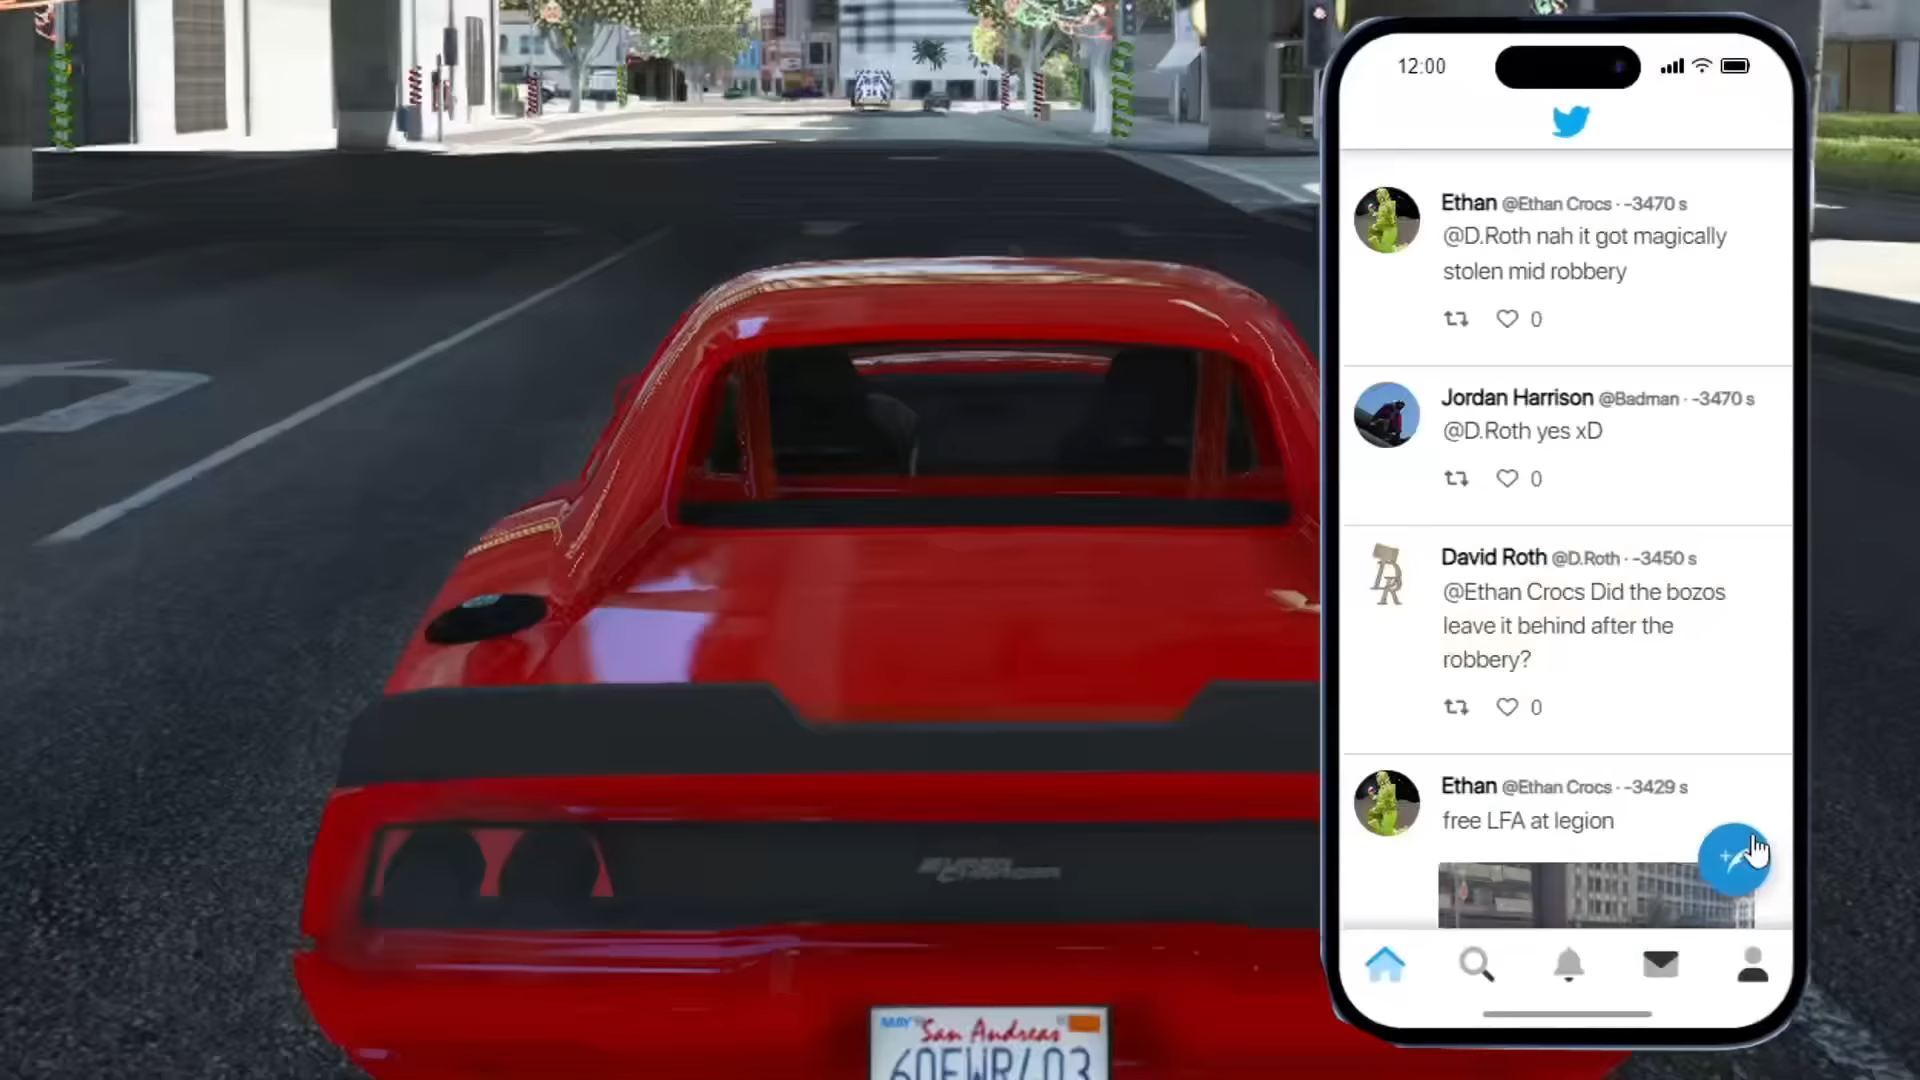 12:00
Ethan @Ethan Crocs · -3470 s
@D.Roth nah it got magically
stolen mid robbery
0
Jordan Harrison @Badman · -3470 s
@D.Roth yes xD
0
David Roth @D.Roth · -3450 s
@Ethan Crocs Did the bozos
leave it behind after the
robbery?
0
Ethan @Ethan Crocs · -3429 s
free LFA at legion
MAY San Andreas